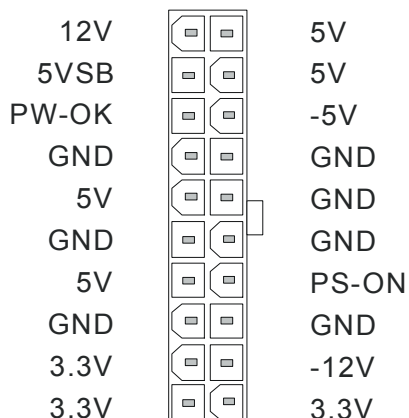 12V 5V
5VSB 5V
PW-OK -5V
GND GND
5V GND
GND GND
5V PS-ON
GND GND
3.3V -12V
3.3V 3.3V